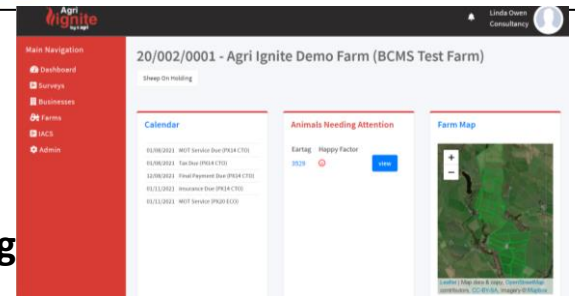 Agri
ignite
by k agri
Linda Owen
Consultancy
Main Navigation
Dashboard
Surveys
Businesses
Farms
IACS
Admin
20/002/0001 - Agri Ignite Demo Farm (BCMS Test Farm)
Sheep On Holding
Calendar
01/08/2021 MOT Service Due (PX14 CTO)
01/08/2021 Tax Due (PX14 CTO)
12/08/2021 Final Payment Due (PX14 CTO)
01/11/2021 Insurance Due (PX14 CTO)
01/11/2021 MOT Service (PX20 ECO)
Animals Needing Attention
Eartag Happy Factor
0529 view
Farm Map
+
−
Leaflet | Map data & copy; OpenStreetMap
contributors, CC-BY-SA, Imagery © Mapbox
g